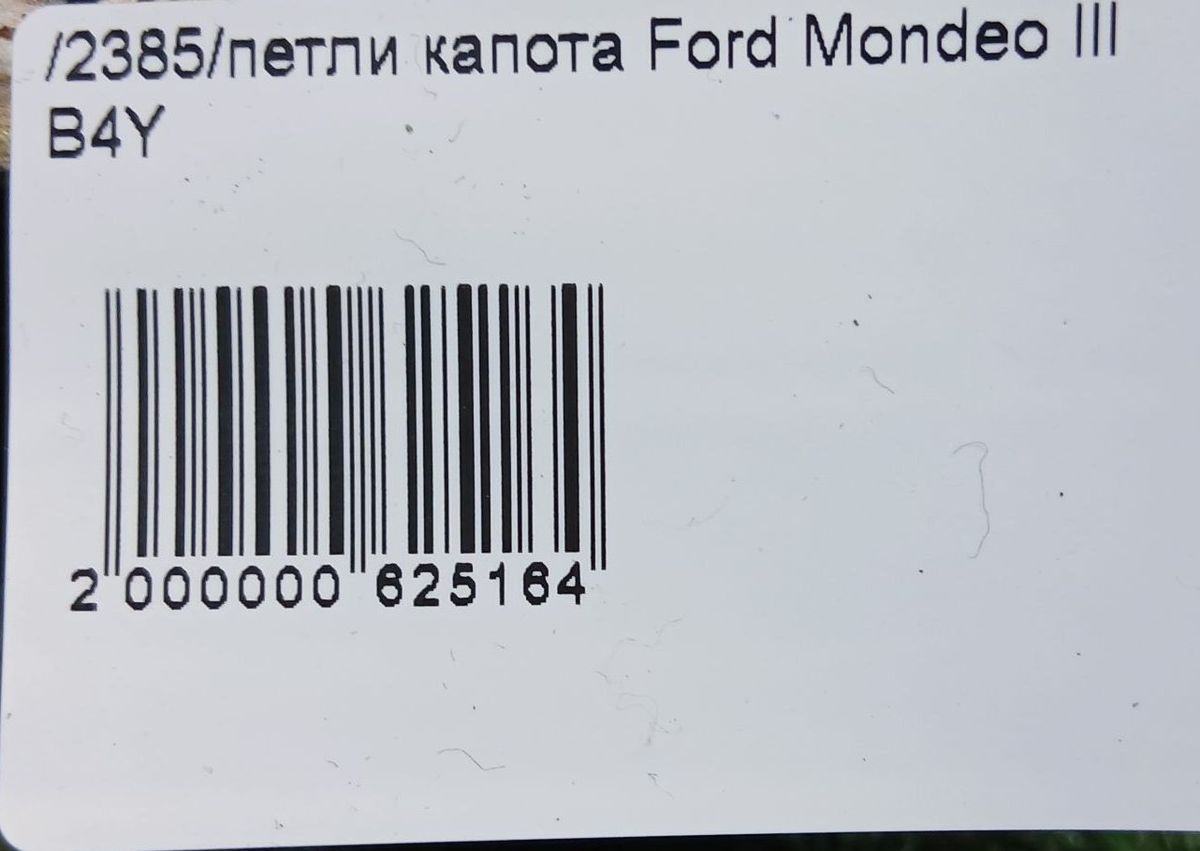 /2385/петли капота Ford Mondeo III
B4Y
2 000000 625164